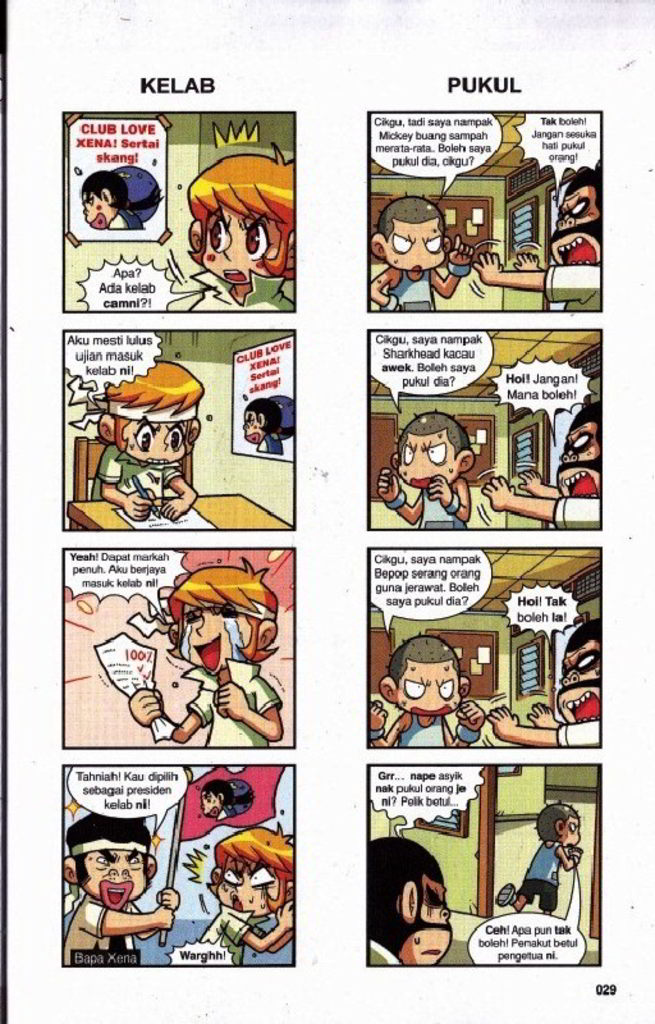 KELAB
CLUB LOVE
XENA! Sertai
skang!
Apa?
Ada kelab
camni?!
Aku mesti lulus
ujian masuk
kelab ni!
CLUB LOVE
XENA!
Sertai
skang!
Yeah! Dapat markah
penuh. Aku berjaya
masuk kelab ni!
100%
Tahniah! Kau dipilih
sebagai presiden
kelab ni!
Bapa Xena
Warghh!
PUKUL
Cikgu, tadi saya nampak
Mickey buang sampah
merata-rata. Boleh saya
pukul dia, cikgu?
Tak boleh!
Jangan sesuka
hati pukul
orang!
Cikgu, saya nampak
Sharkhead kacau
awek. Boleh saya
pukul dia?
Hoi! Jangan!
Mana boleh!
Cikgu, saya nampak
Bepop serang orang
guna jerawat. Boleh
saya pukul dia?
Hoi! Tak
boleh la!
Grr... nape asyik
nak pukul orang je
ni? Pelik betul...
Ceh! Apa pun tak
boleh! Penakut betul
pengetua ni.
029